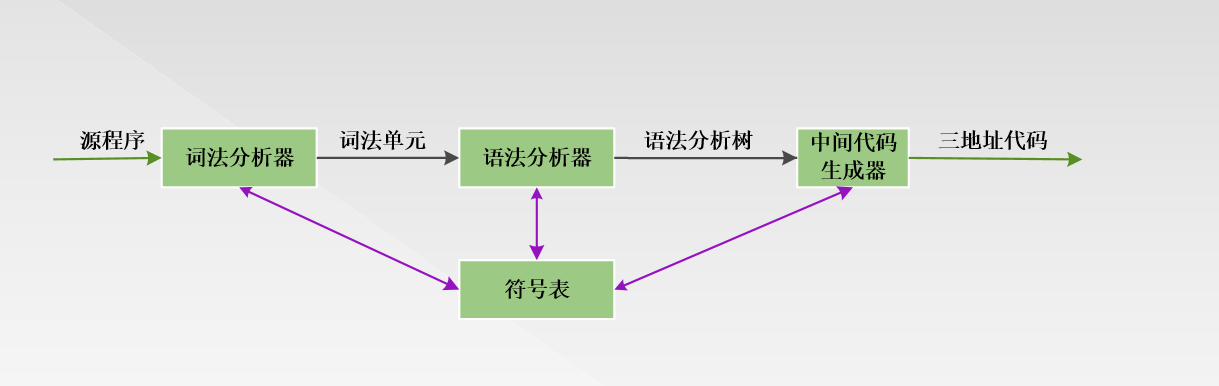 源程序
词法分析器
词法单元
语法分析器
语法分析树
中间代码
生成器
三地址代码
符号表